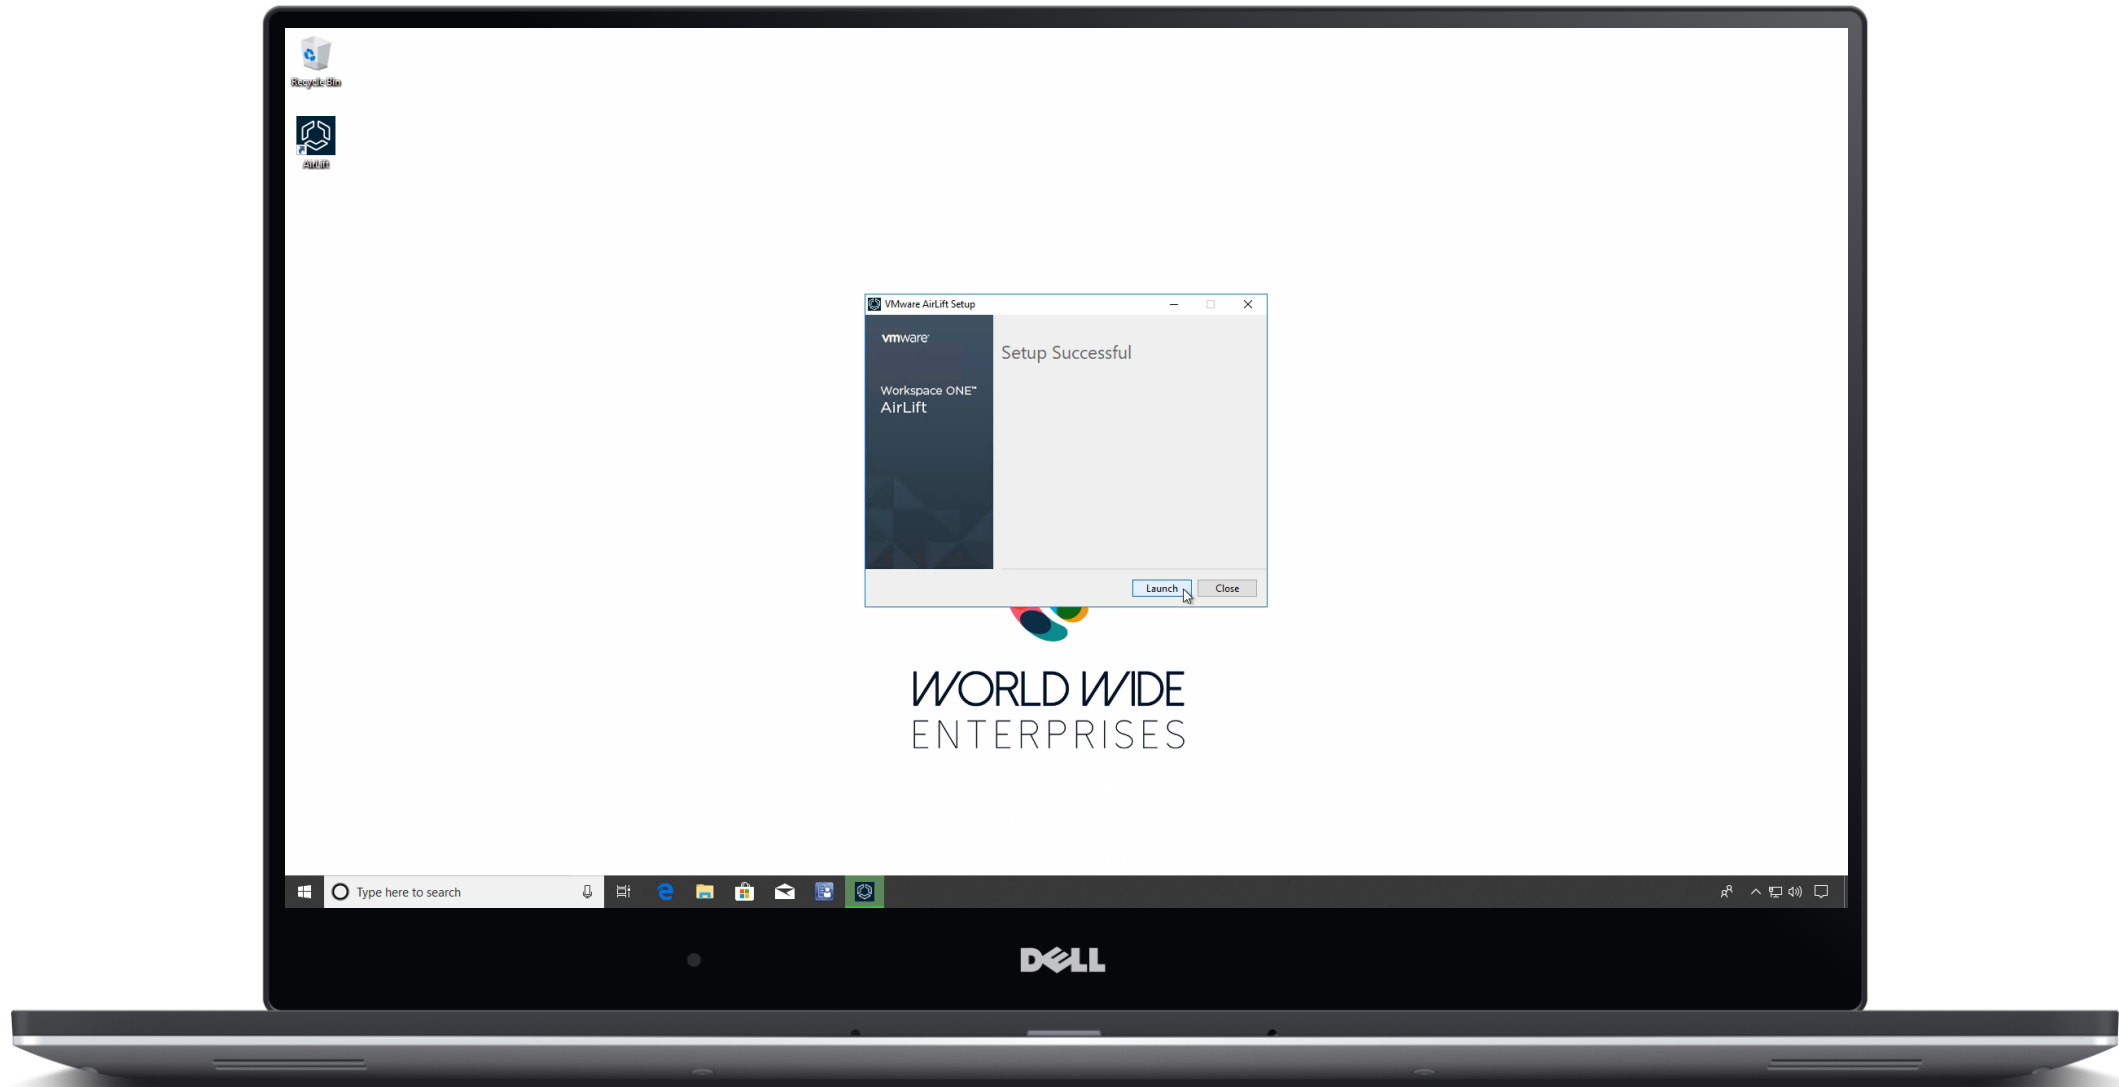 Recycle Bin
AirLift
VMware AirLift Setup
vmware
Setup Successful
Workspace ONE™
AirLift
Launch
Close
WORLD WIDE
ENTERPRISES
Type here to search
DELL